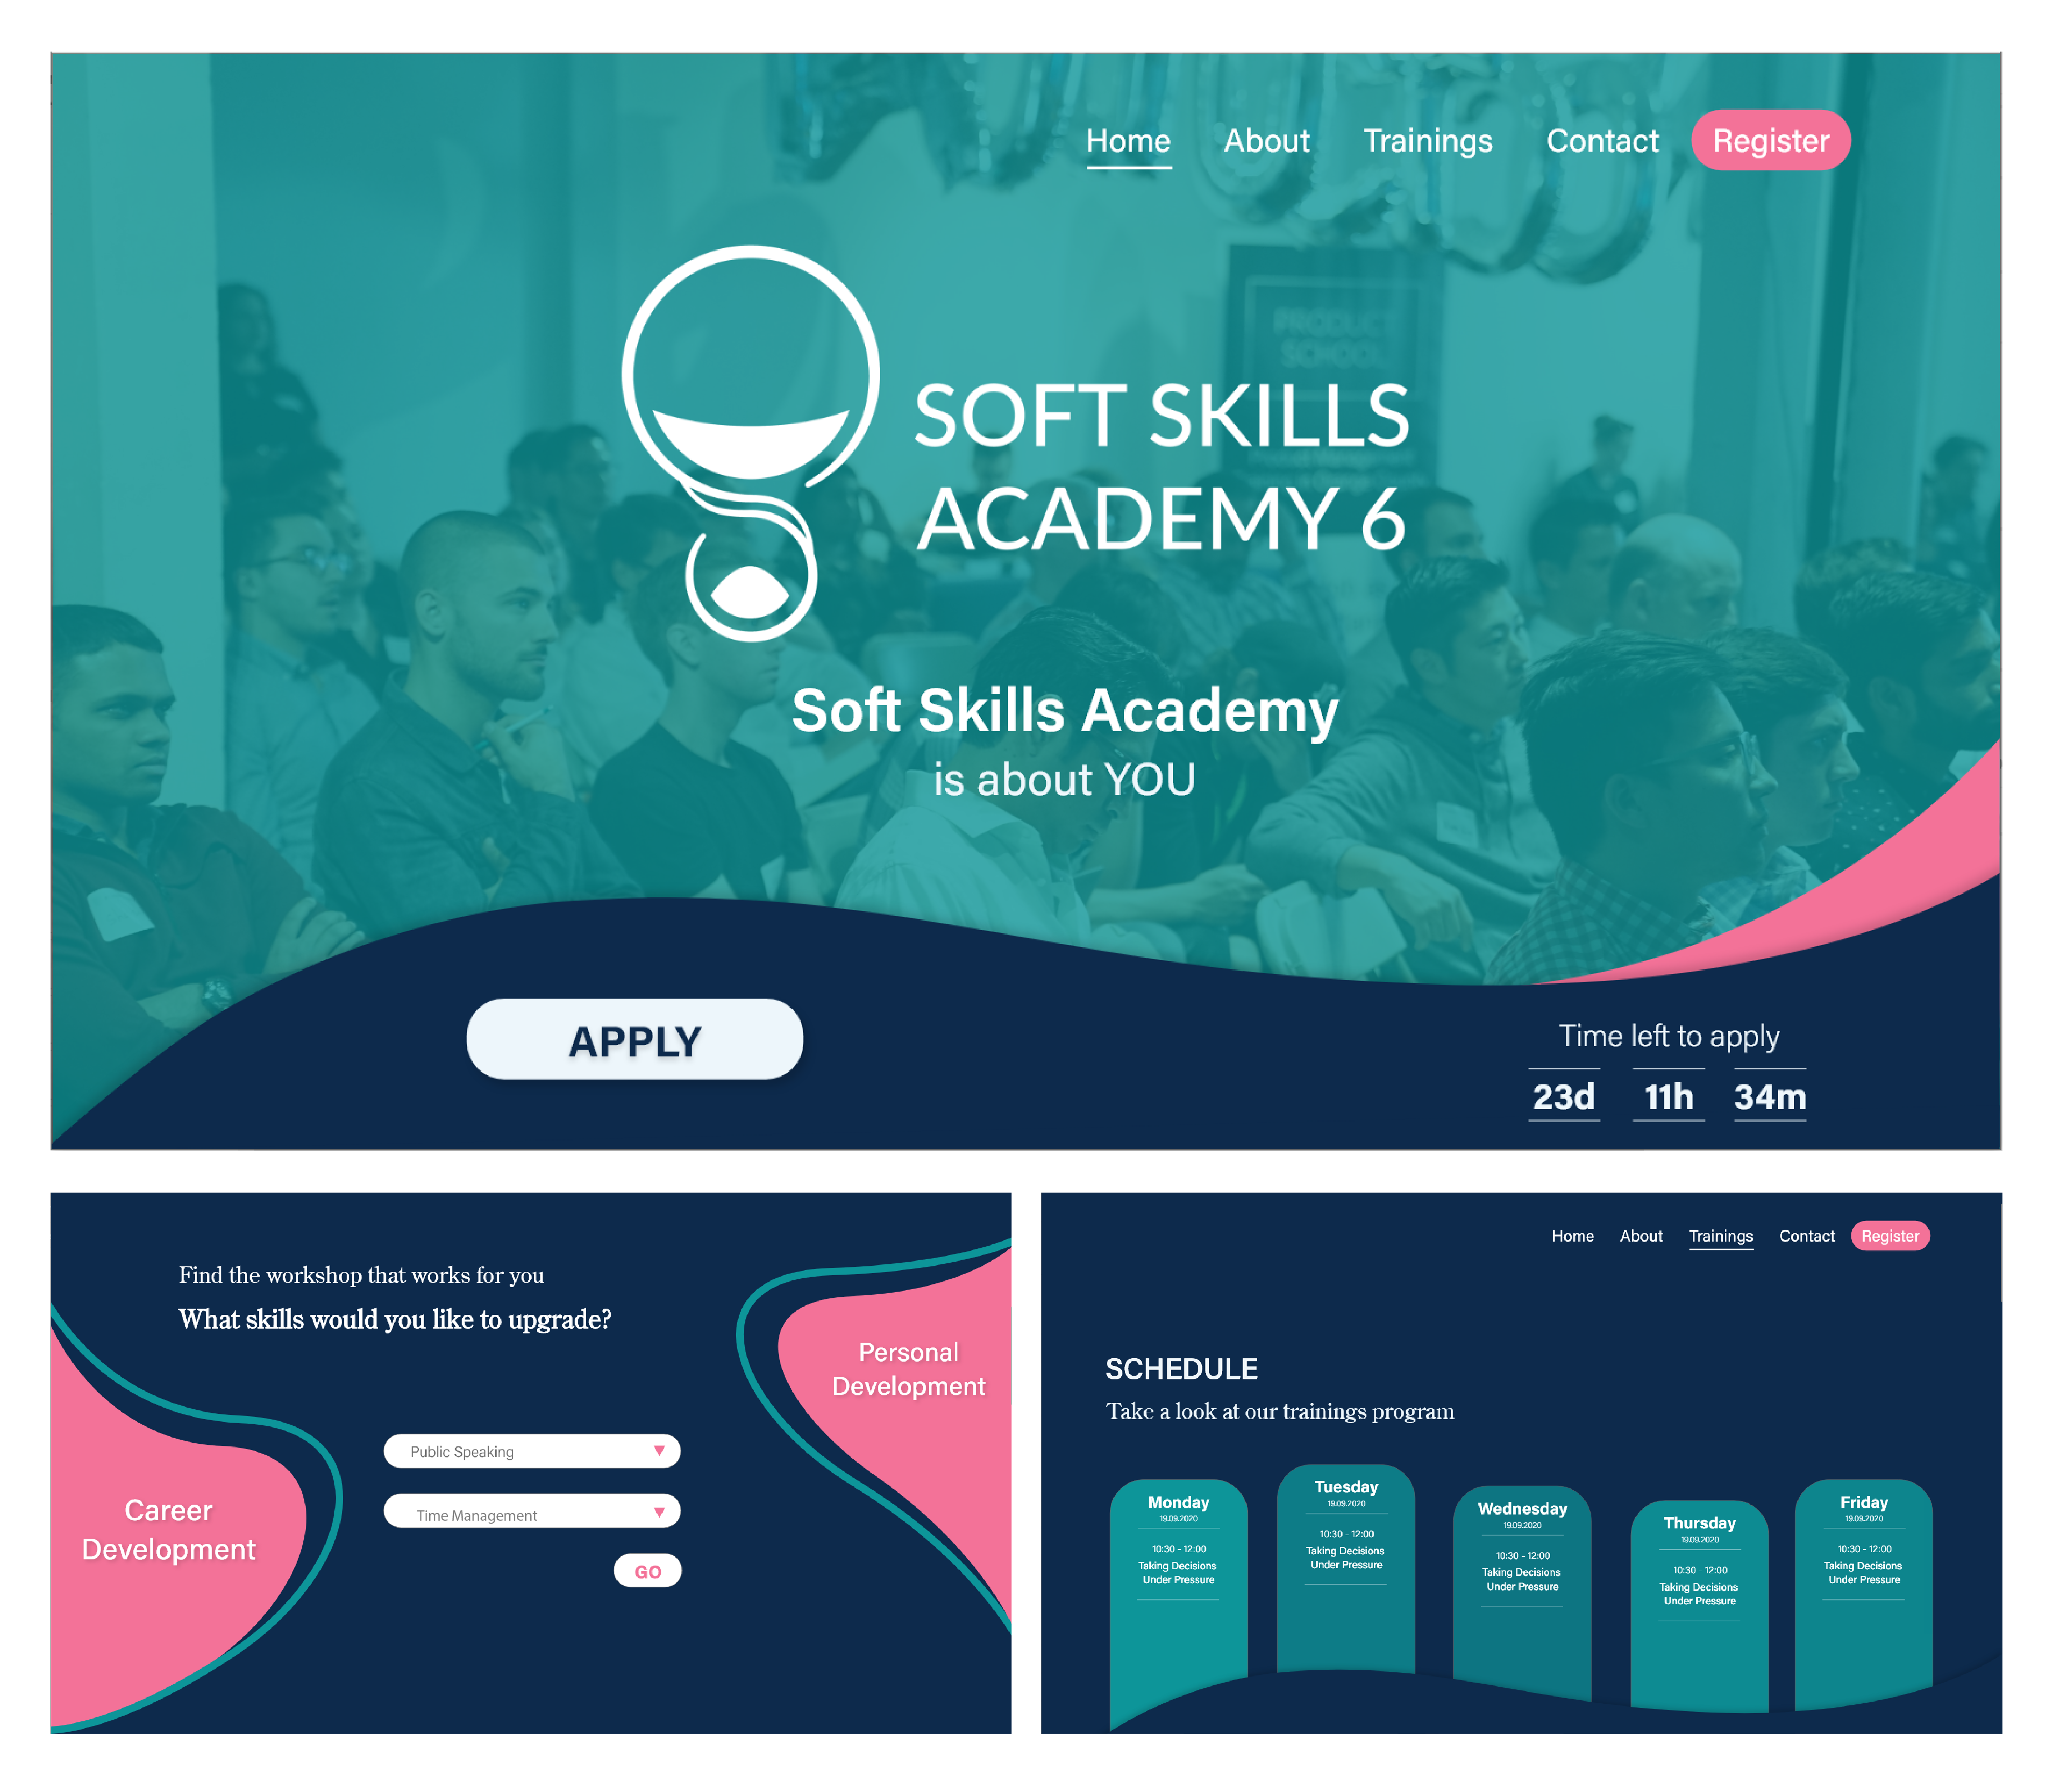 Home About Trainings Contact Register
PRODUCT
SCHOOL
SOFT SKILLS
ACADEMY 6
Soft Skills Academy
is about YOU
APPLY
Time left to apply
23d 11h 34m
Find the workshop that works for you
What skills would you like to upgrade?
Personal
Development
Public Speaking
Time Management
GO
Career
Development
Home About Trainings Contact Register
SCHEDULE
Take a look at our trainings program
Monday
19.09.2020
10:30 - 12:00
Taking Decisions
Under Pressure
Tuesday
19.09.2020
10:30 - 12:00
Taking Decisions
Under Pressure
Wednesday
19.09.2020
10:30 - 12:00
Taking Decisions
Under Pressure
Thursday
19.09.2020
10:30 - 12:00
Taking Decisions
Under Pressure
Friday
19.09.2020
10:30 - 12:00
Taking Decisions
Under Pressure